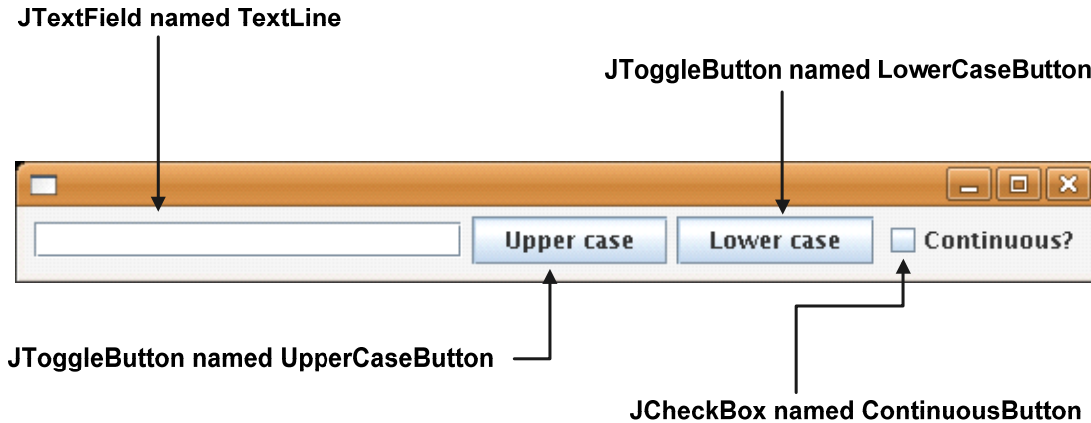 JTextField named TextLine
JToggleButton named LowerCaseButton
Upper case
Lower case
Continuous?
JToggleButton named UpperCaseButton
JCheckBox named ContinuousButton